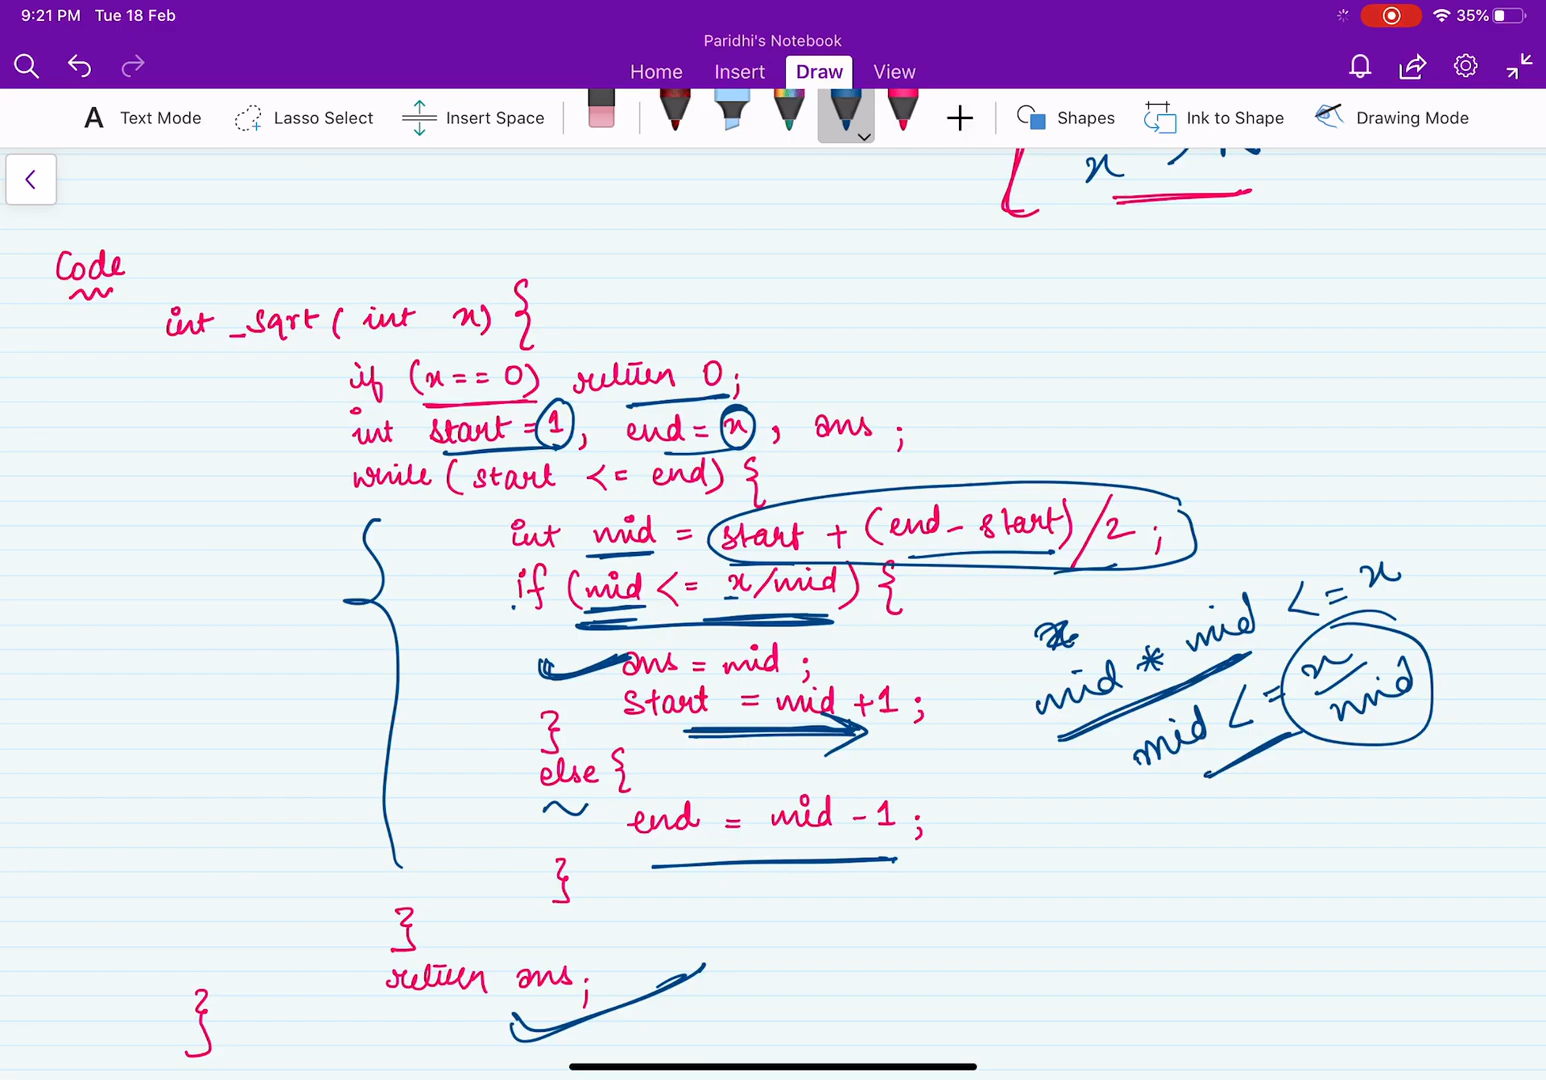 9:21 PM Tue 18 Feb
35%
Paridhi's Notebook
Home Insert Draw View
A Text Mode Lasso Select Insert Space Shapes Ink to Shape Drawing Mode
x
Code
int _sqrt( int x) {
if (x == 0) return 0;
int start = 1, end = x, ans ;
while ( start <= end) {
int mid = start + (end - start)/2 ;
if (mid <= x/mid) {
mid * mid <= x
ans = mid ;
mid <= x/mid
start = mid +1 ;
}
else {
end = mid - 1 ;
}
}
return ans;
}